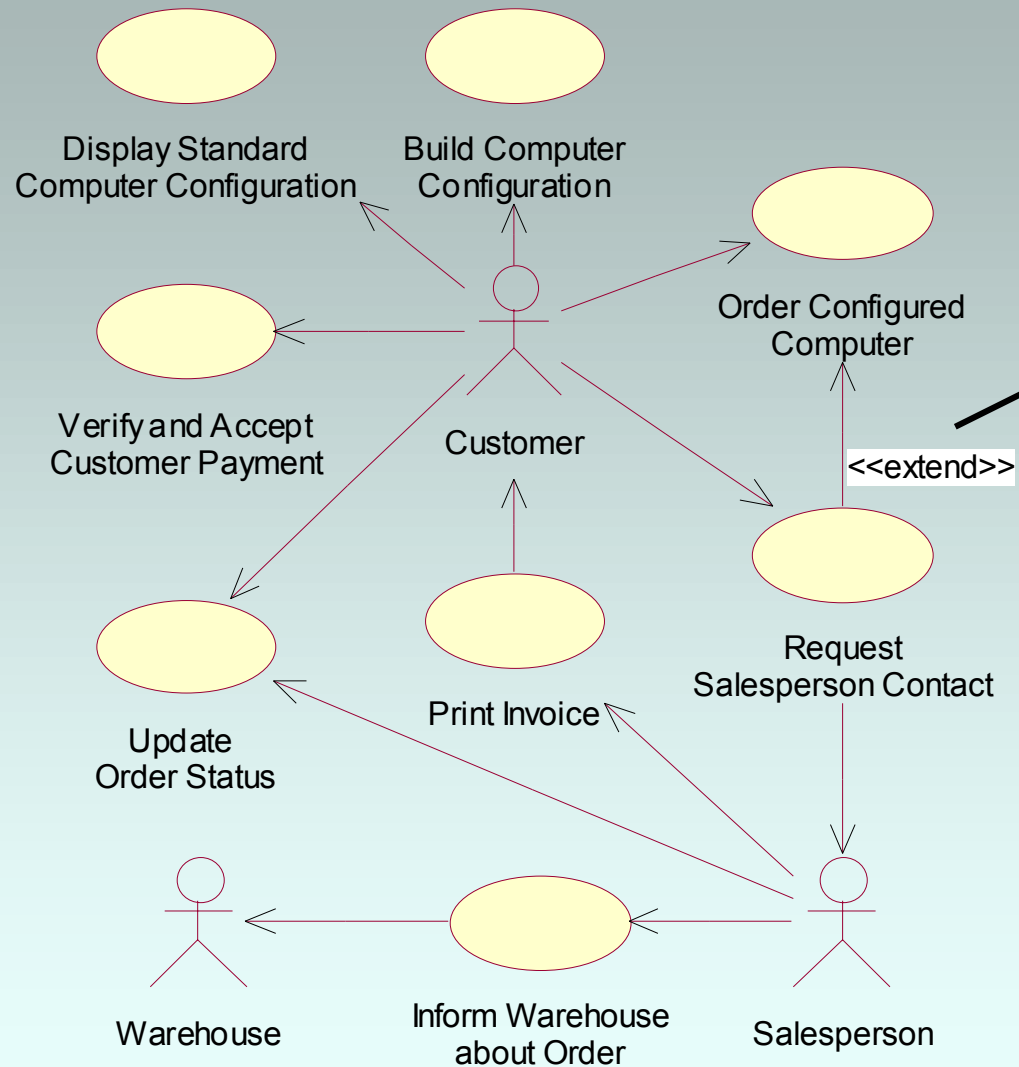 Display Standard
Computer Configuration
Build Computer
Configuration
Order Configured
Computer
Verify and Accept
Customer Payment
Customer
<<extend>>
Request
Salesperson Contact
Print Invoice
Update
Order Status
Warehouse
Inform Warehouse
about Order
Salesperson